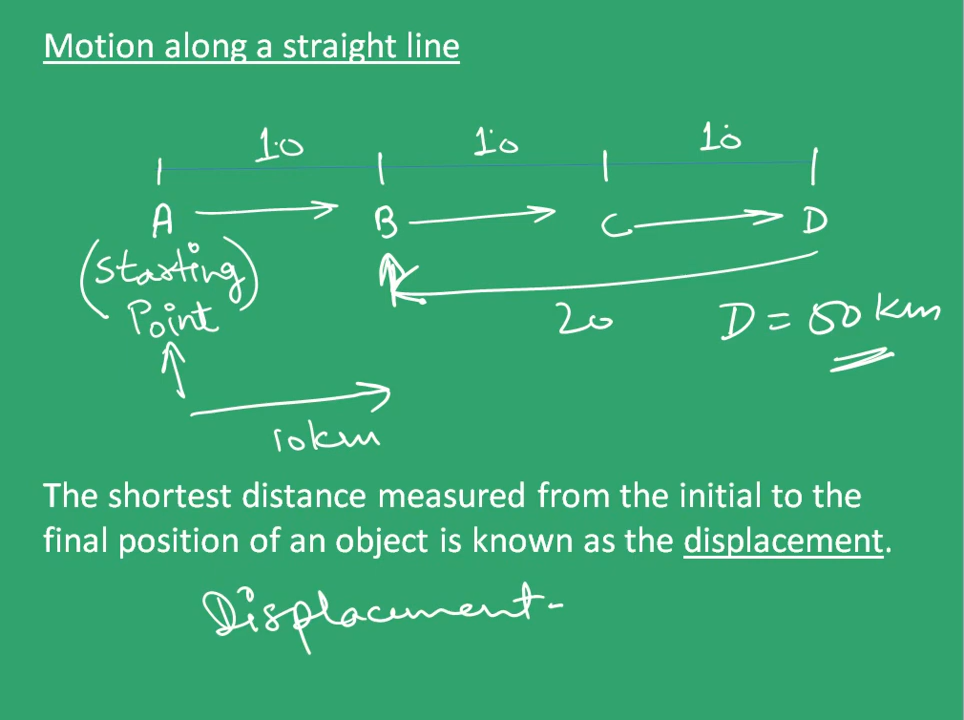 Motion along a straight line
10 10 10
A B C D
(Starting
Point)
20
D = 50 km
10km
The shortest distance measured from the initial to the
final position of an object is known as the displacement.
Displacement-